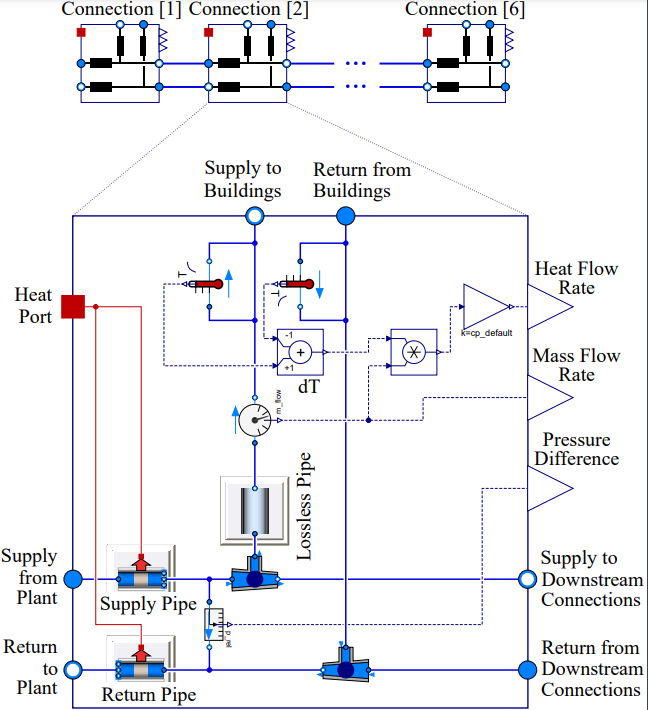 Connection [1] Connection [2] Connection [6]
Supply to
Buildings
Return from
Buildings
Heat
Port
T
T
-1
+
+1
dT
k=cp_default
Heat Flow
Rate
Mass Flow
Rate
m_flow
Pressure
Difference
Lossless Pipe
Supply
from
Plant
Supply Pipe
Supply to
Downstream
Connections
p_rel
Return
to
Plant
Return Pipe
Return from
Downstream
Connections